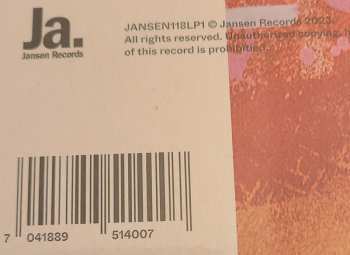 Ja.
Jansen Records
JANSEN118LP1 © Jansen Records 2023.
All rights reserved. Unauthorized copying,
of this record is prohibited.
7 041889 514007